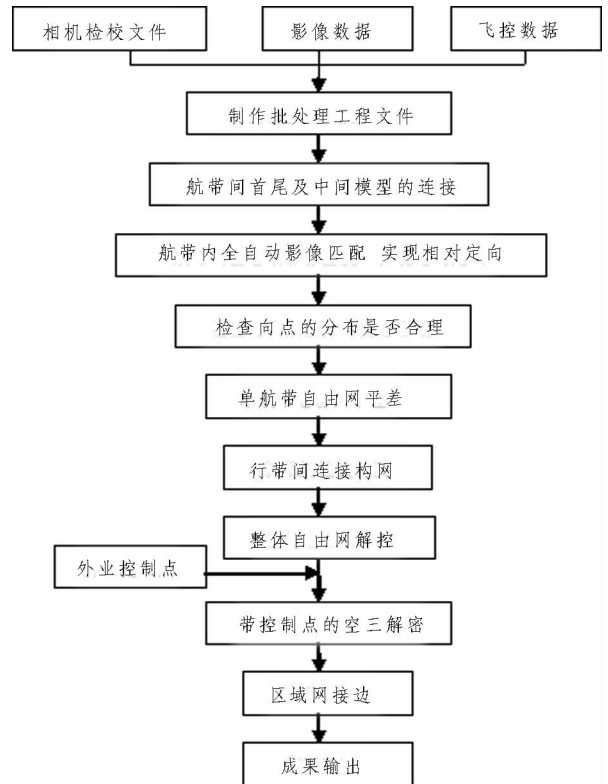 相机检校文件
影像数据
飞控数据
制作批处理工程文件
航带间首尾及中间模型的连接
航带内全自动影像匹配 实现相对定向
检查向点的分布是否合理
单航带自由网平差
行带间连接构网
整体自由网解控
外业控制点
带控制点的空三解密
区域网接边
成果输出